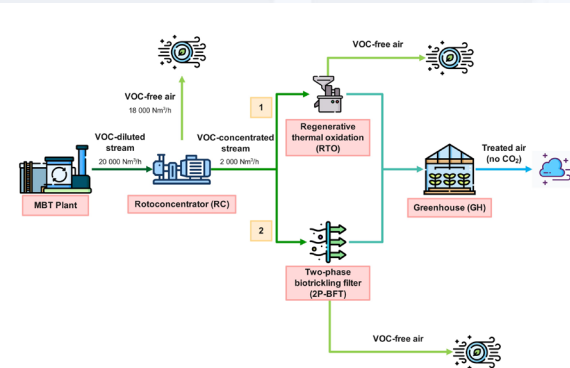 VOC-free air
VOC-free air
18 000 Nm³/h
1
VOC-diluted
stream
20 000 Nm³/h
VOC-concentrated
stream
2 000 Nm³/h
Regenerative
thermal oxidation
(RTO)
Treated air
(no CO₂)
MBT Plant
Rotoconcentrator (RC)
Greenhouse (GH)
2
Two-phase
biotrickling filter
(2P-BFT)
VOC-free air